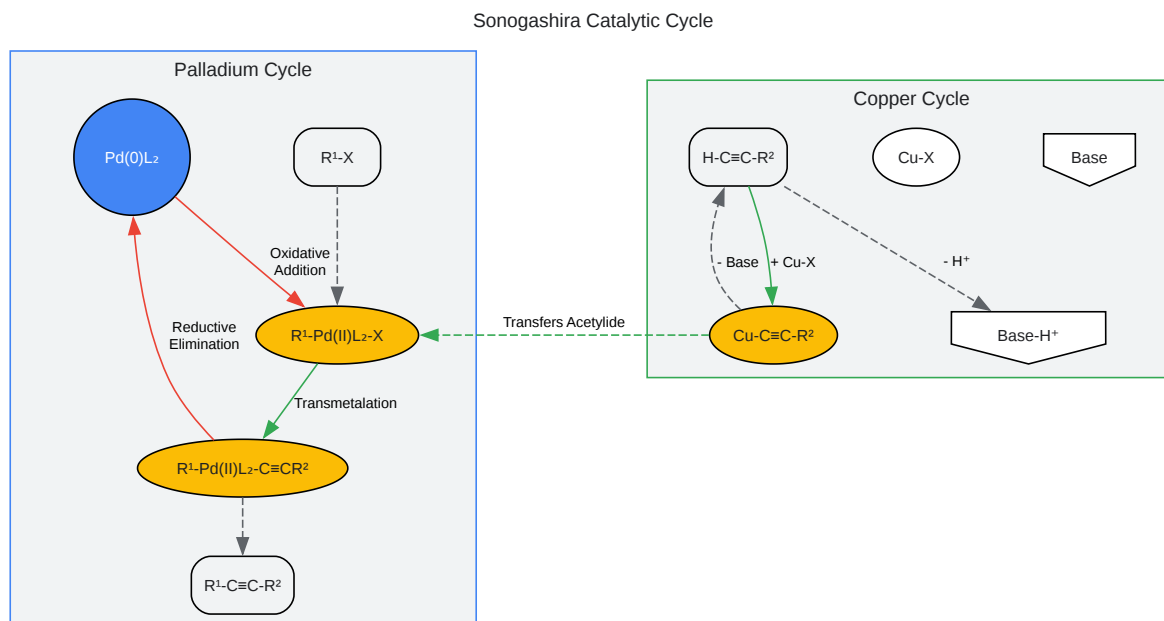 Sonogashira Catalytic Cycle
Palladium Cycle
Copper Cycle
Pd(0)L₂
R¹-X
H-C≡C-R²
Cu-X
Base
Oxidative
Addition
- Base
+ Cu-X
- H⁺
Reductive
Elimination
R¹-Pd(II)L₂-X
Transfers Acetylide
Cu-C≡C-R²
Base-H⁺
Transmetalation
R¹-Pd(II)L₂-C≡CR²
R¹-C≡C-R²